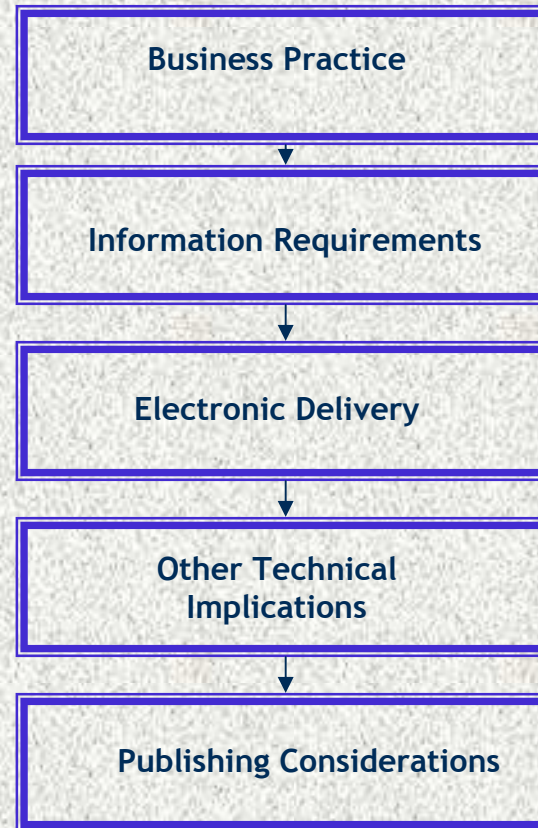 Business Practice
Information Requirements
Electronic Delivery
Other Technical
Implications
Publishing Considerations